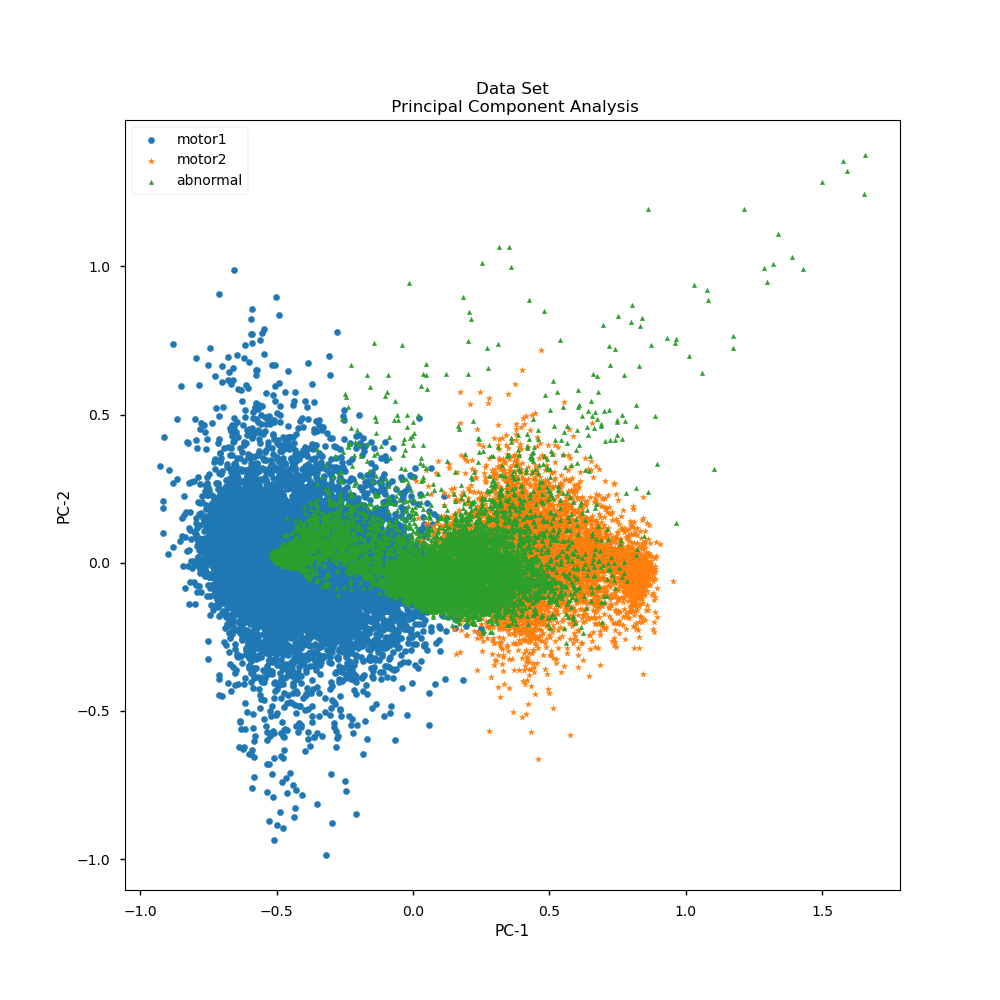 Data Set
Principal Component Analysis
motor1
motor2
abnormal
1.0
0.5
0.0
−0.5
−1.0
PC-2
−1.0 −0.5 0.0 0.5 1.0 1.5
PC-1